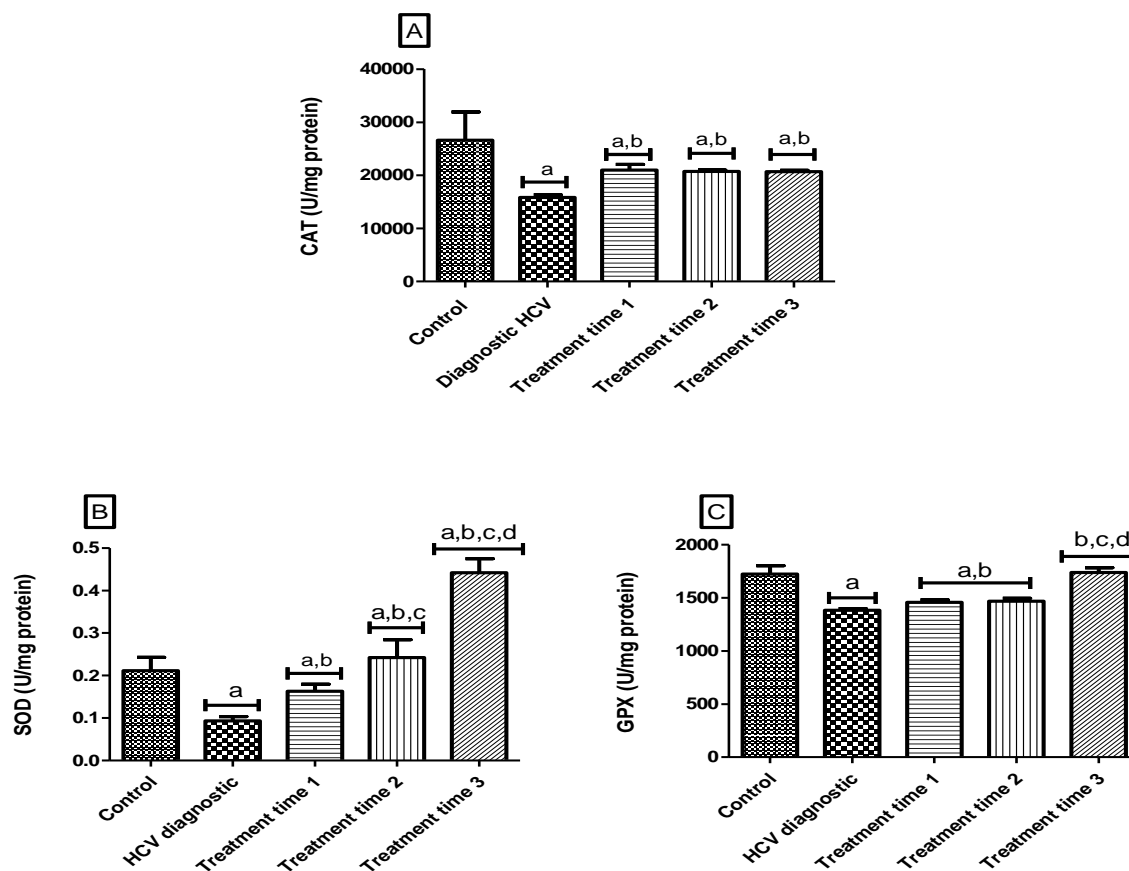 A
CAT (U/mg protein)
40000
30000
20000
10000
0
a
a,b
a,b
a,b
Control
Diagnostic HCV
Treatment time 1
Treatment time 2
Treatment time 3
B
SOD (U/mg protein)
0.5
0.4
0.3
0.2
0.1
0.0
a
a,b
a,b,c
a,b,c,d
Control
HCV diagnostic
Treatment time 1
Treatment time 2
Treatment time 3
C
GPX (U/mg protein)
2000
1500
1000
500
0
a
a,b
b,c,d
Control
HCV diagnostic
Treatment time 1
Treatment time 2
Treatment time 3